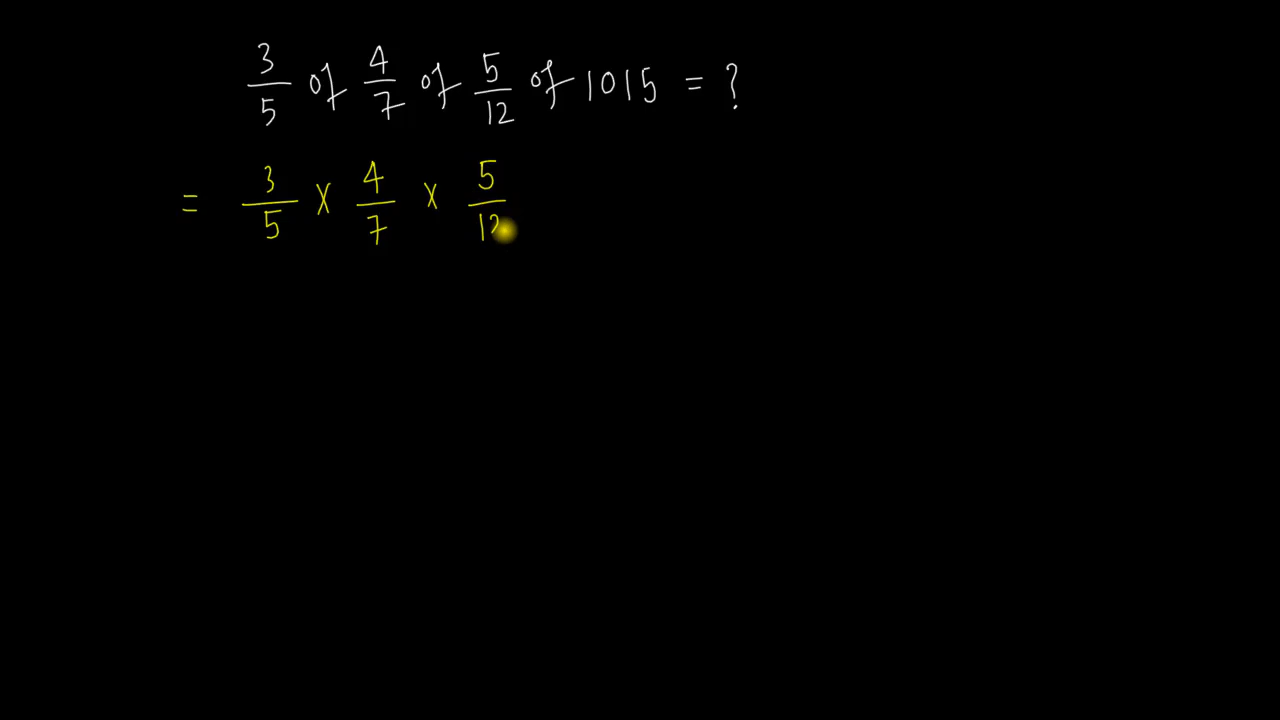 3/5 of 4/7 of 5/12 of 1015 = ?
= 3/5 × 4/7 × 5/12